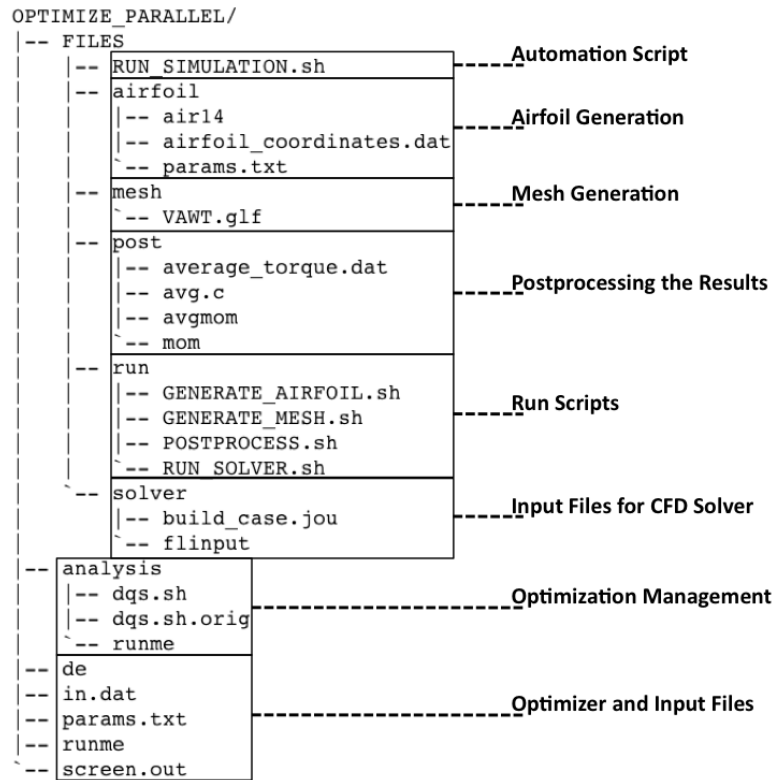 OPTIMIZE_PARALLEL/
|-- FILES
|   |-- RUN_SIMULATION.sh Automation Script
|   |-- airfoil
|   |   |-- air14
|   |   |-- airfoil_coordinates.dat Airfoil Generation
|   |   `-- params.txt
|   |-- mesh Mesh Generation
|   |   `-- VAWT.glf
|   |-- post
|   |   |-- average_torque.dat
|   |   |-- avg.c Postprocessing the Results
|   |   |-- avgmom
|   |   `-- mom
|   |-- run
|   |   |-- GENERATE_AIRFOIL.sh
|   |   |-- GENERATE_MESH.sh Run Scripts
|   |   |-- POSTPROCESS.sh
|   |   `-- RUN_SOLVER.sh
|   `-- solver
|       |-- build_case.jou Input Files for CFD Solver
|       `-- flinput
|-- analysis
|   |-- dqs.sh
|   |-- dqs.sh.orig Optimization Management
|   `-- runme
|-- de
|-- in.dat
|-- params.txt Optimizer and Input Files
|-- runme
`-- screen.out